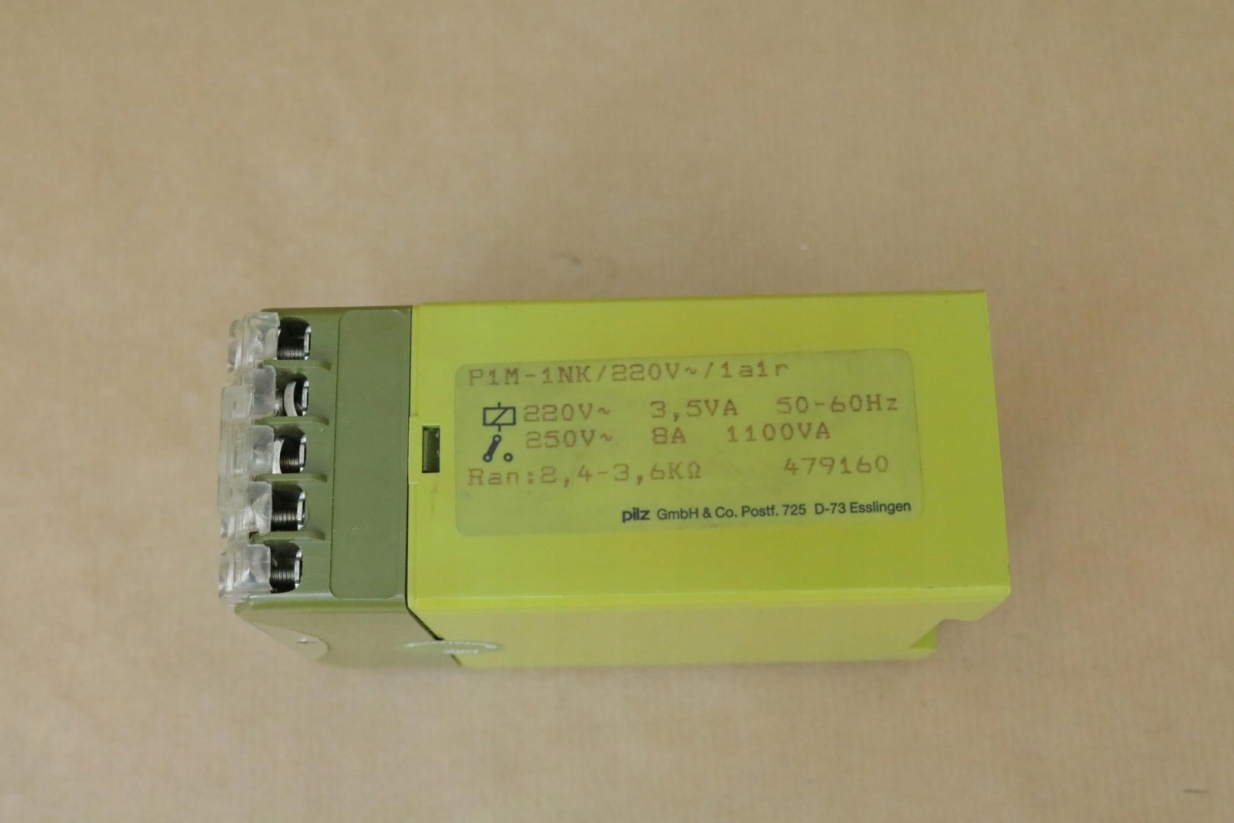 P1M-1NK/220V~/1a1r
220V~ 3,5VA 50-60Hz
250V~ 8A 1100VA
Ran:2,4-3,6KΩ 479160
pilz GmbH & Co. Postf. 725 D-73 Esslingen